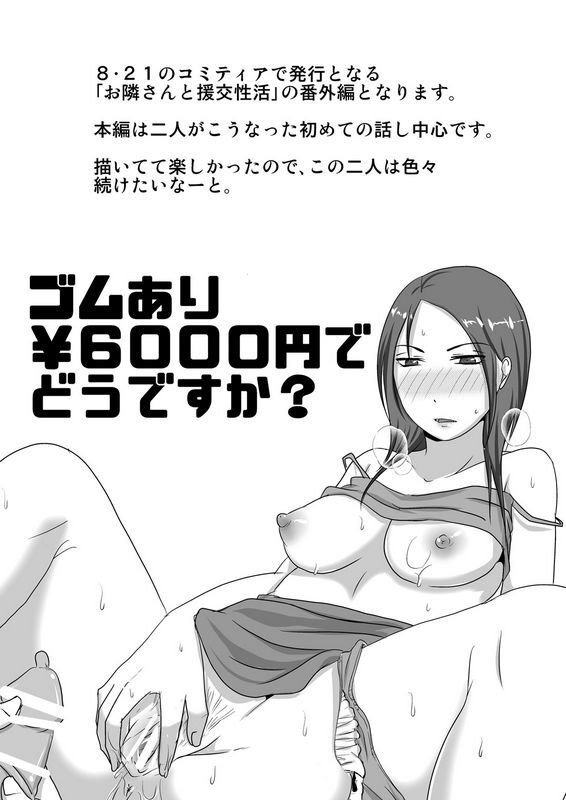 ８・２１のコミティアで発行となる
「お隣さんと援交性活」の番外編となります。
本編は二人がこうなった初めての話し中心です。
描いてて楽しかったので、この二人は色々
続けたいなーと。
ゴムあり
¥6000円で
どうですか？